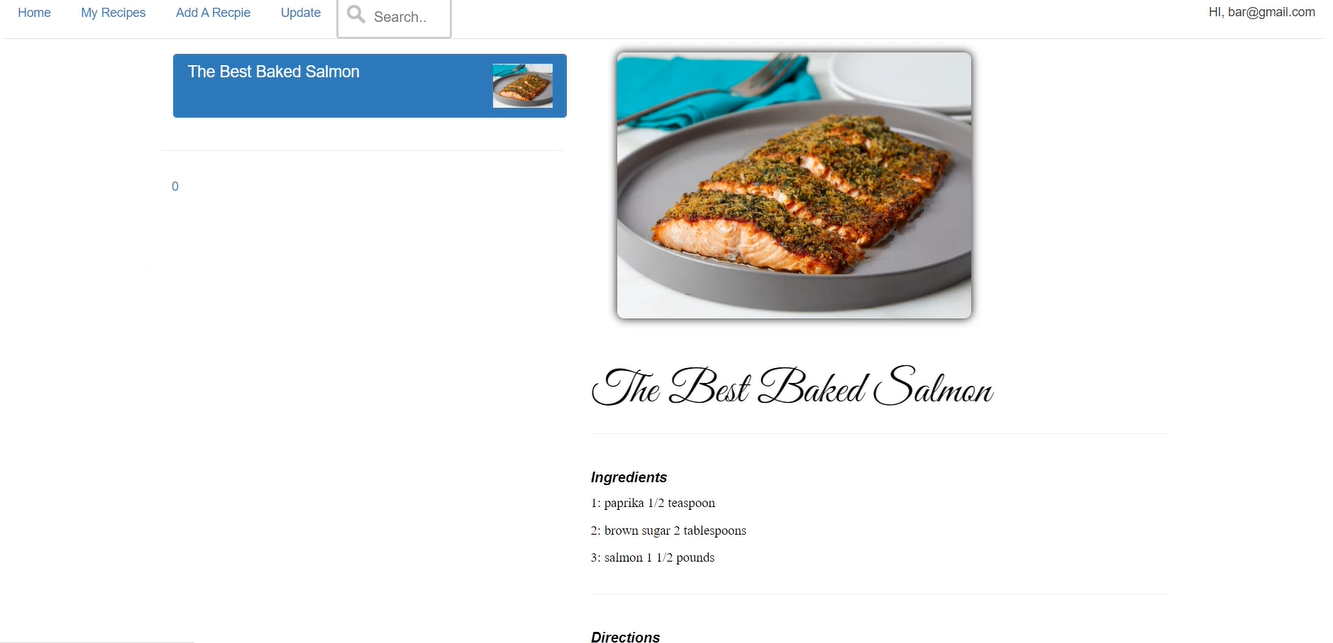 Home My Recipes Add A Recpie Update Search.. HI, bar@gmail.com
The Best Baked Salmon
0
The Best Baked Salmon
Ingredients
1: paprika 1/2 teaspoon
2: brown sugar 2 tablespoons
3: salmon 1 1/2 pounds
Directions